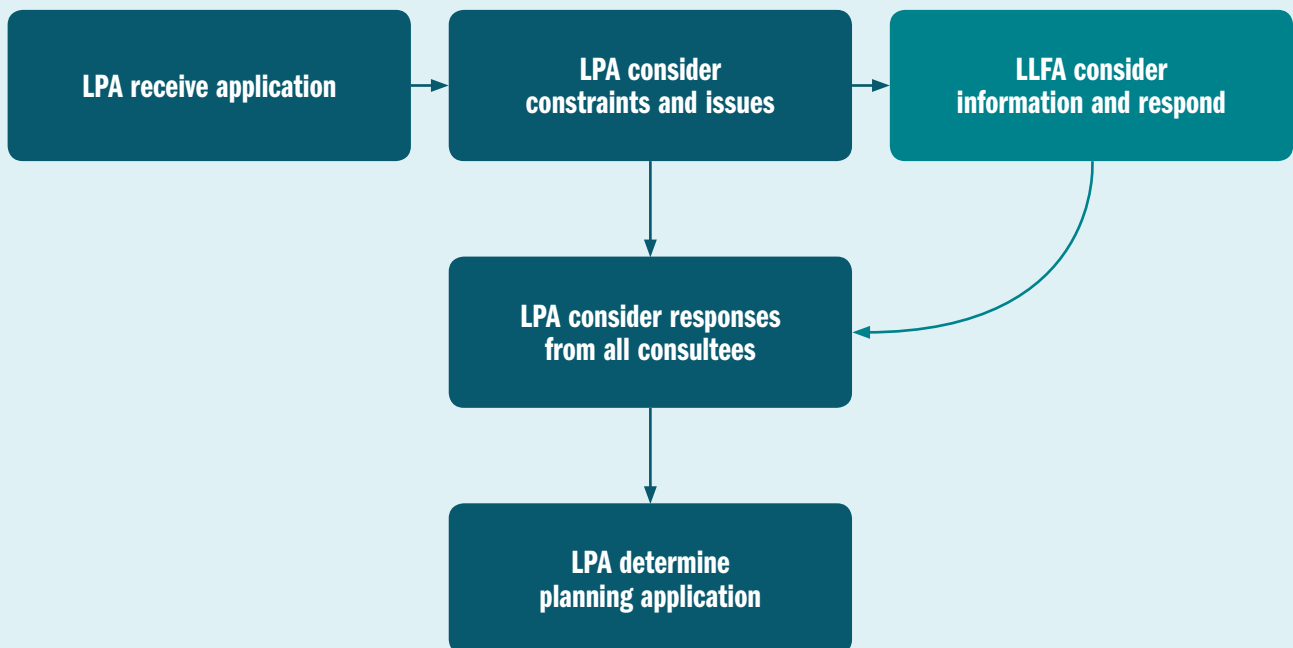 LPA receive application
LPA consider
constraints and issues
LLFA consider
information and respond
LPA consider responses
from all consultees
LPA determine
planning application